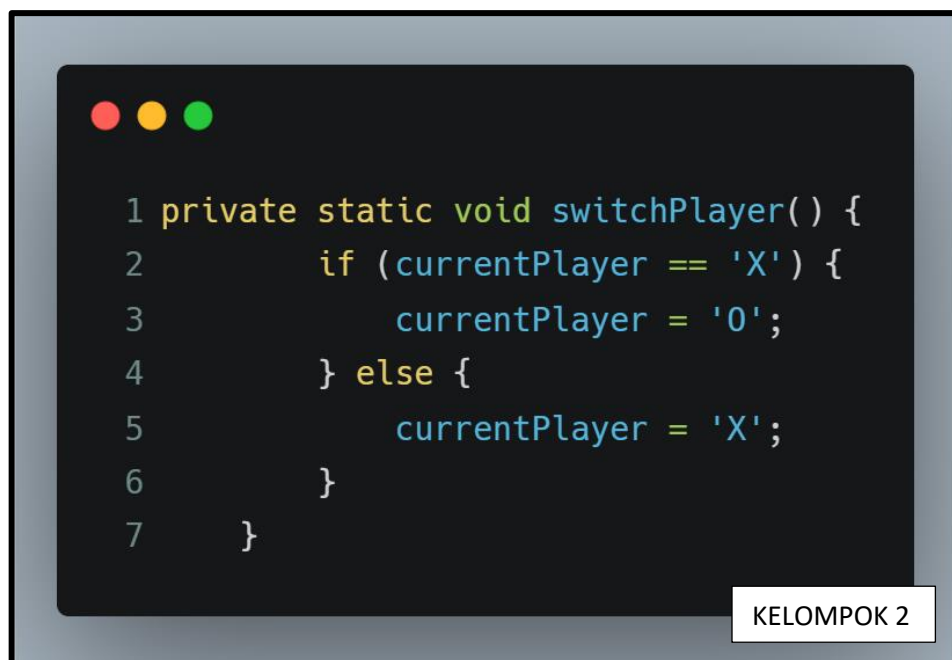 1 private static void switchPlayer() {
2         if (currentPlayer == 'X') {
3             currentPlayer = 'O';
4         } else {
5             currentPlayer = 'X';
6         }
7     }
KELOMPOK 2